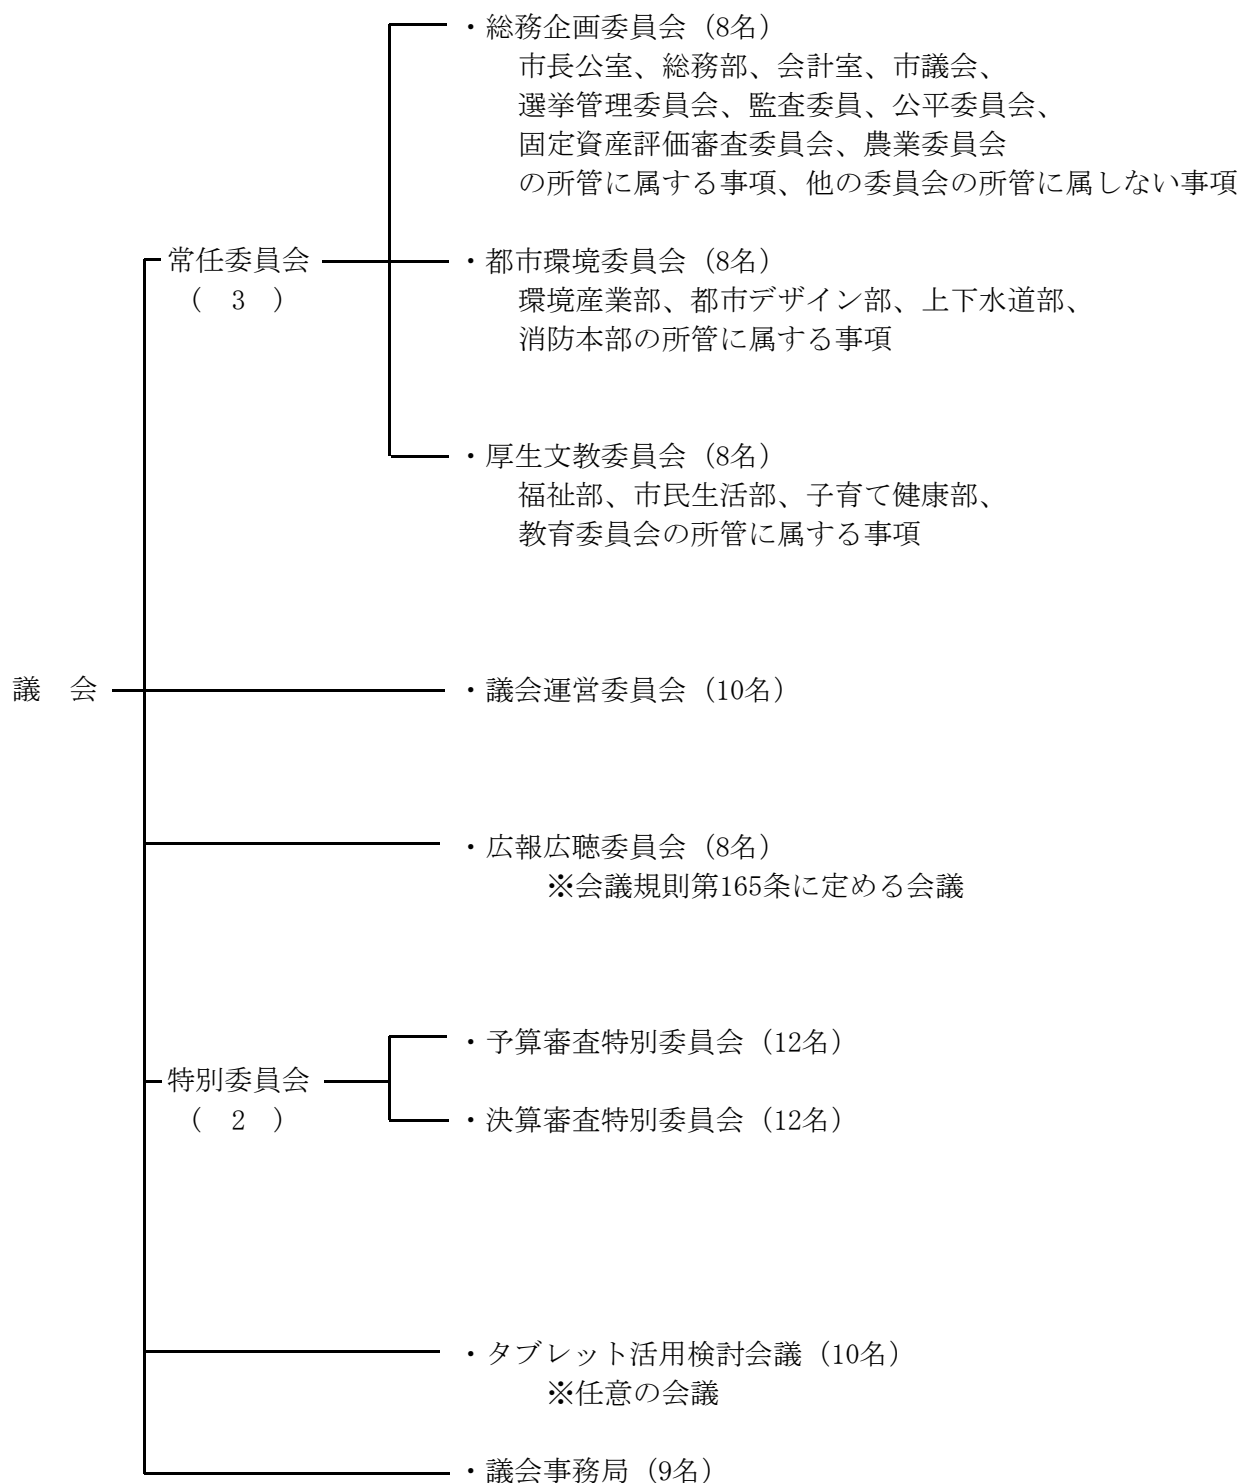 ・総務企画委員会（8名）
市長公室、総務部、会計室、市議会、
選挙管理委員会、監査委員、公平委員会、
固定資産評価審査委員会、農業委員会
の所管に属する事項、他の委員会の所管に属しない事項
常任委員会
（　3　）
・都市環境委員会（8名）
環境産業部、都市デザイン部、上下水道部、
消防本部の所管に属する事項
・厚生文教委員会（8名）
福祉部、市民生活部、子育て健康部、
教育委員会の所管に属する事項
議　会
・議会運営委員会（10名）
・広報広聴委員会（8名）
※会議規則第165条に定める会議
特別委員会
（　2　）
・予算審査特別委員会（12名）
・決算審査特別委員会（12名）
・タブレット活用検討会議（10名）
※任意の会議
・議会事務局（9名）